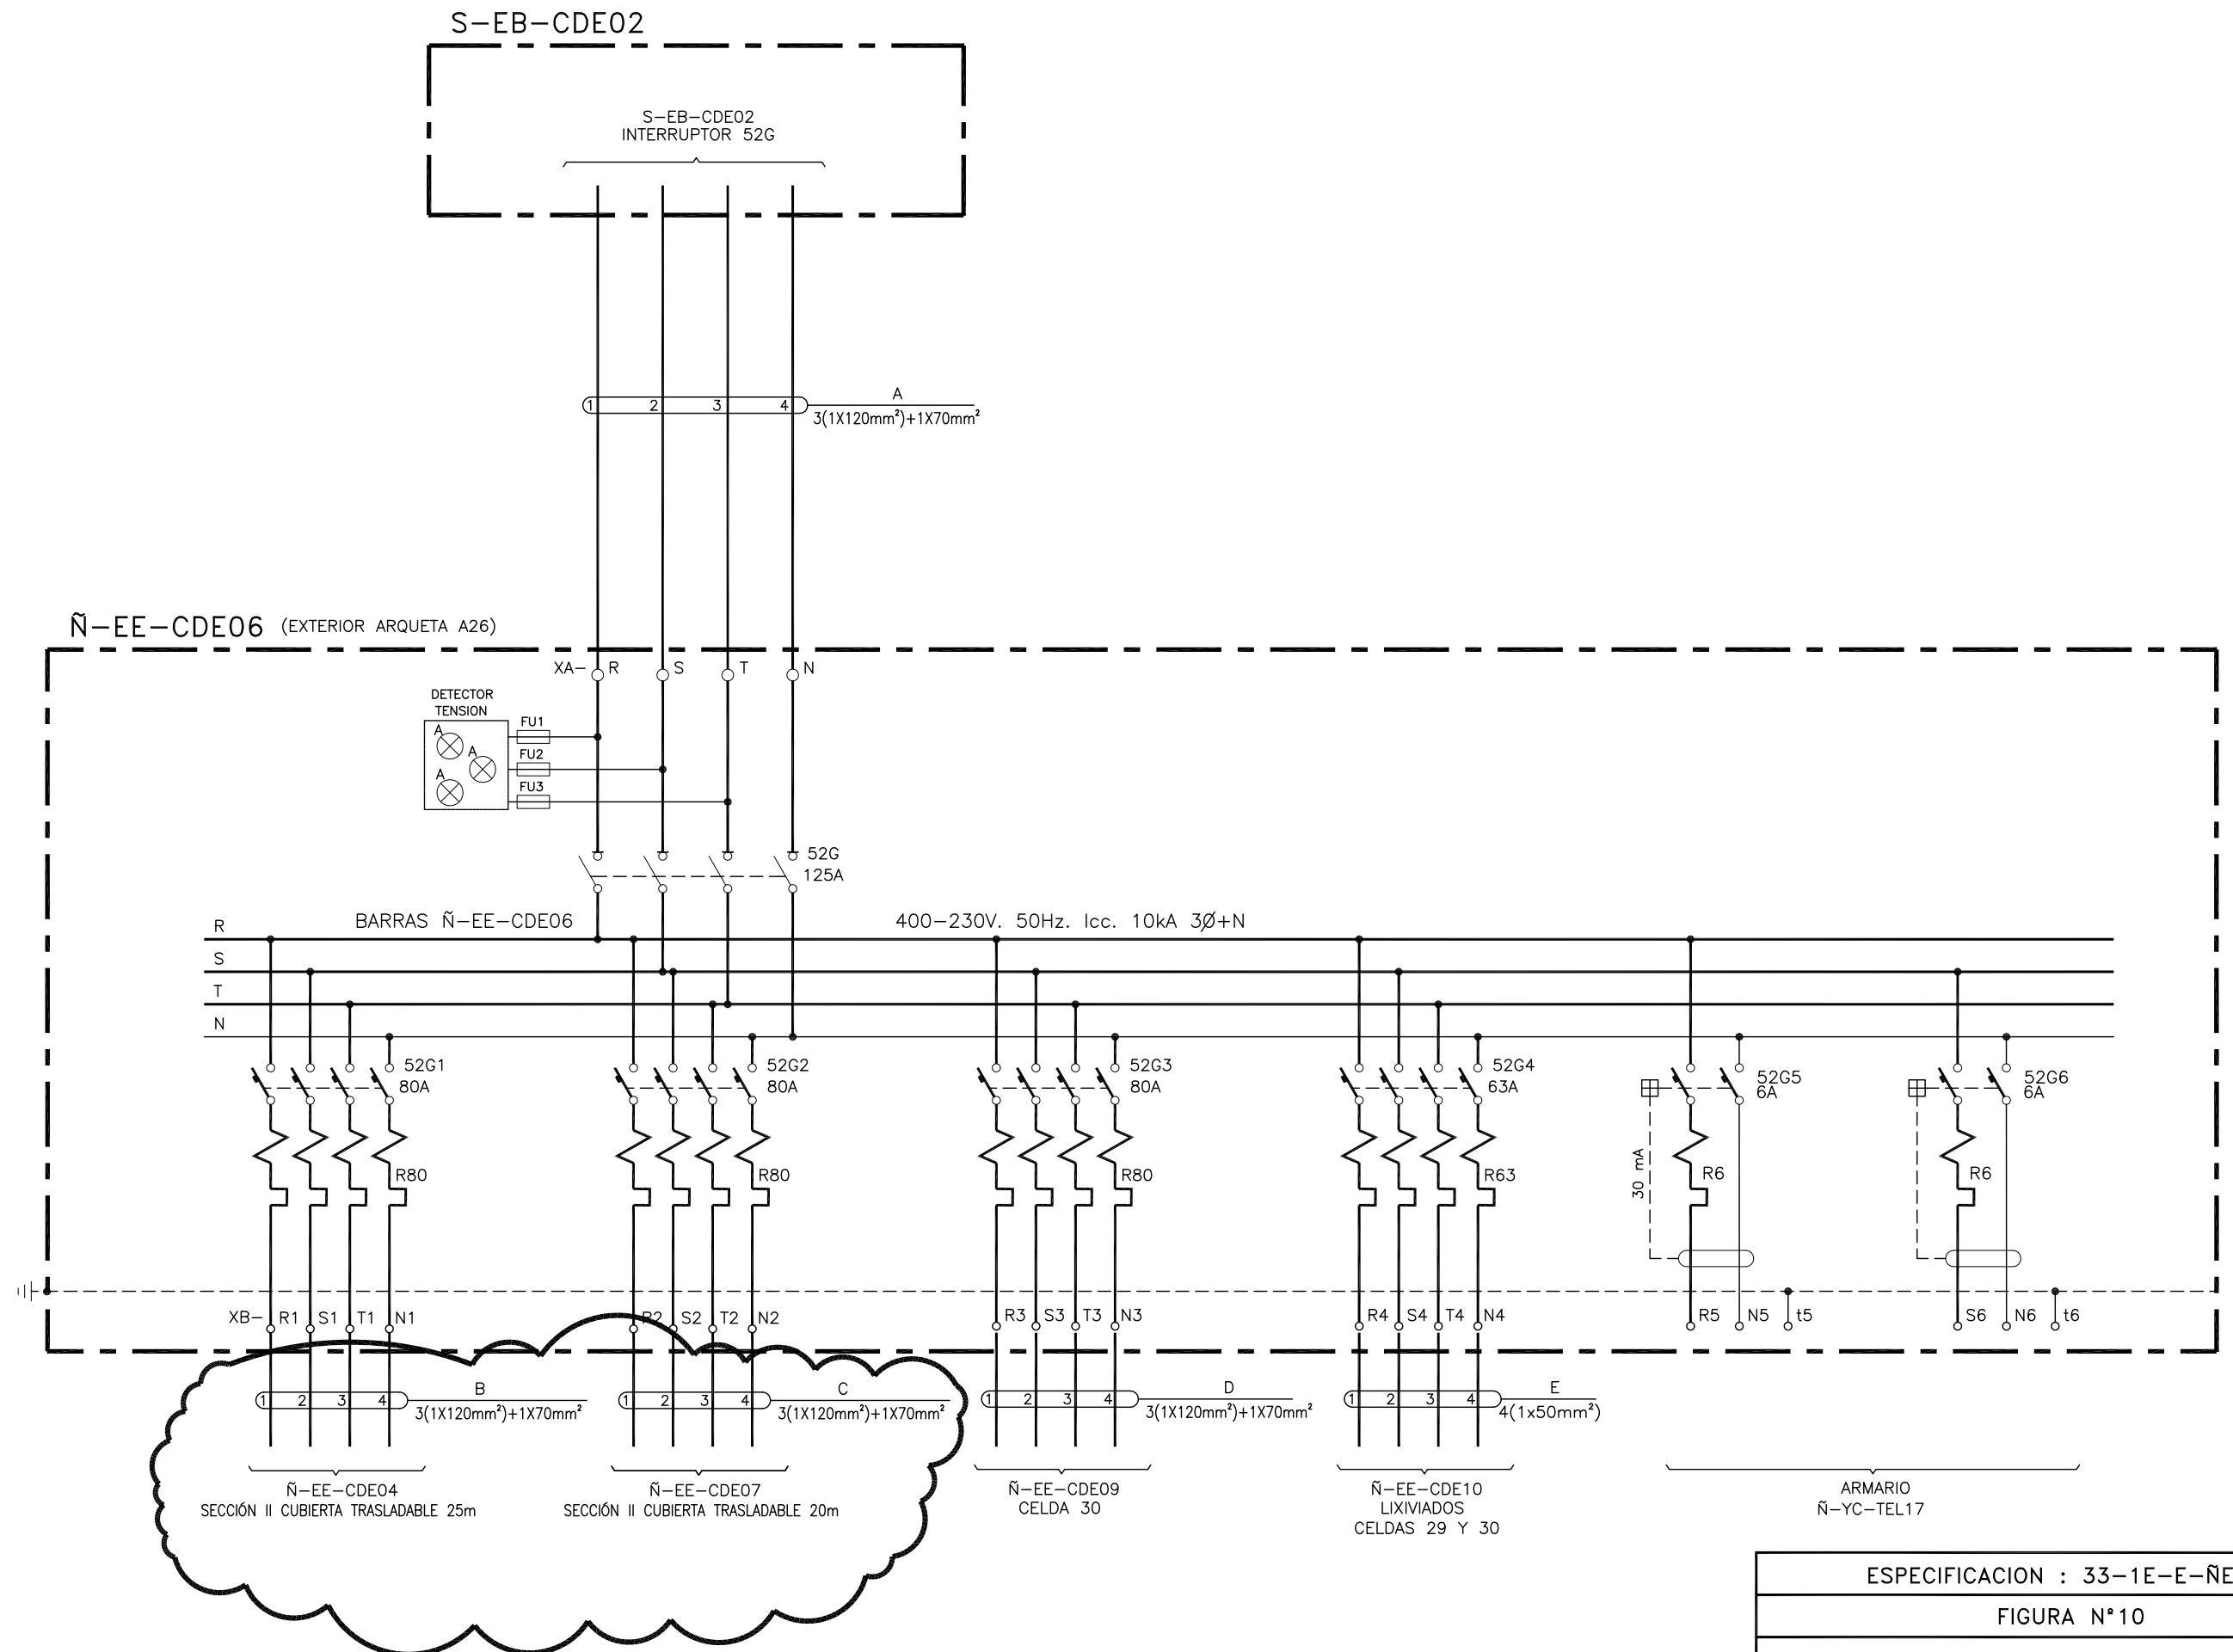 S-EB-CDE02
S-EB-CDE02
INTERRUPTOR 52G
1 2 3 4
A
3(1X120mm²)+1X70mm²
Ñ-EE-CDE06 (EXTERIOR ARQUETA A26)
XA- R S T N
DETECTOR
TENSION
A
A
A
FU1
FU2
FU3
52G
125A
BARRAS Ñ-EE-CDE06 400-230V. 50Hz. Icc. 10kA 3Ø+N
R
S
T
N
52G1
80A
52G2
80A
52G3
80A
52G4
63A
52G5
6A
52G6
6A
R80
R80
R80
R63
30 mA
R6
R6
XB- R1 S1 T1 N1
R2 S2 T2 N2
R3 S3 T3 N3
R4 S4 T4 N4
R5 N5 t5
S6 N6 t6
1 2 3 4
B
3(1X120mm²)+1X70mm²
1 2 3 4
C
3(1X120mm²)+1X70mm²
1 2 3 4
D
3(1X120mm²)+1X70mm²
1 2 3 4
E
4(1x50mm²)
Ñ-EE-CDE04
SECCIÓN II CUBIERTA TRASLADABLE 25m
Ñ-EE-CDE07
SECCIÓN II CUBIERTA TRASLADABLE 20m
Ñ-EE-CDE09
CELDA 30
Ñ-EE-CDE10
LIXIVIADOS
CELDAS 29 Y 30
ARMARIO
Ñ-YC-TEL17
ESPECIFICACION : 33-1E-E-ÑE
FIGURA Nº10